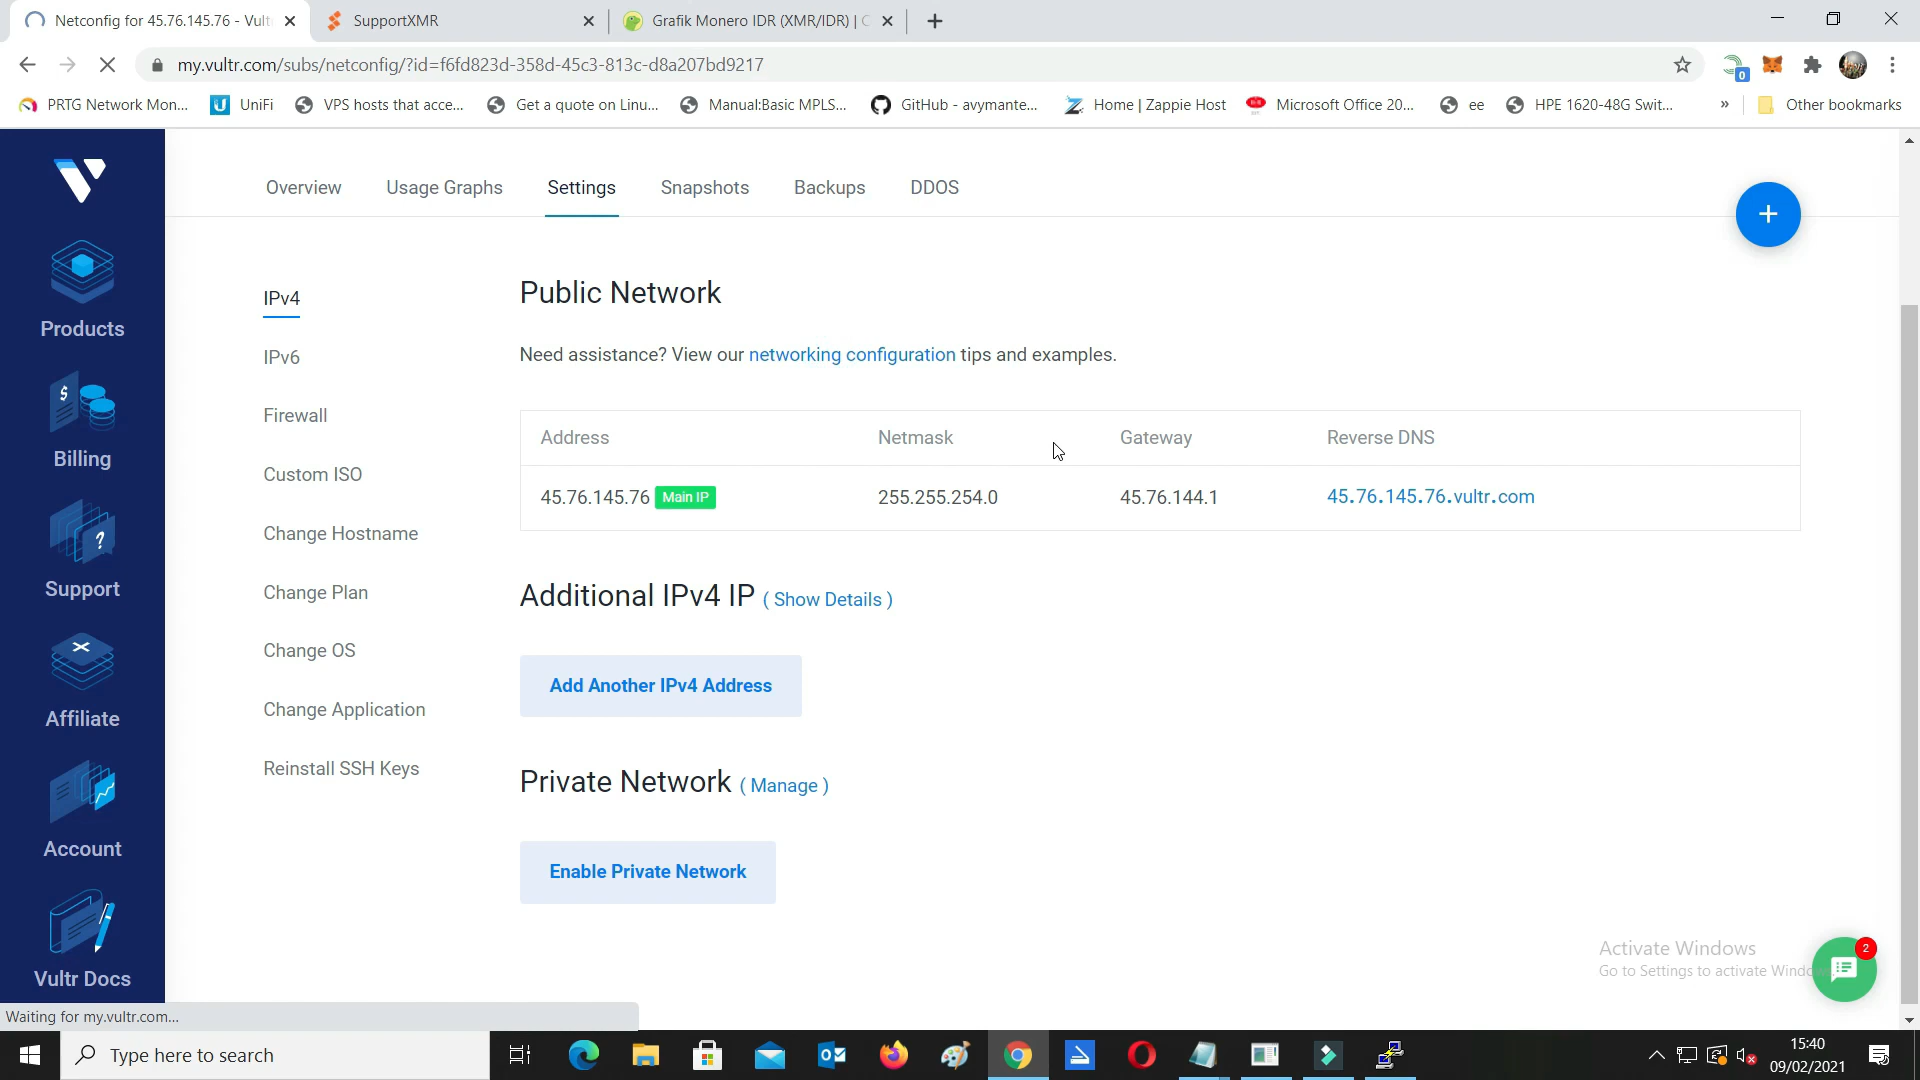 Netconfig for 45.76.145.76 - Vult
SupportXMR
Grafik Monero IDR (XMR/IDR) | C
my.vultr.com/subs/netconfig/?id=f6fd823d-358d-45c3-813c-d8a207bd9217
0
PRTG Network Mon...
UniFi
VPS hosts that acce...
Get a quote on Linu...
Manual:Basic MPLS...
GitHub - avymante...
Home | Zappie Host
Microsoft Office 20...
ee
HPE 1620-48G Swit...
»
Other bookmarks
Products
Billing
Support
Affiliate
Account
Vultr Docs
Overview
Usage Graphs
Settings
Snapshots
Backups
DDOS
IPv4
IPv6
Firewall
Custom ISO
Change Hostname
Change Plan
Change OS
Change Application
Reinstall SSH Keys
Public Network
Need assistance? View our networking configuration tips and examples.
Address Netmask Gateway Reverse DNS
45.76.145.76 Main IP 255.255.254.0 45.76.144.1 45.76.145.76.vultr.com
Additional IPv4 IP ( Show Details )
Add Another IPv4 Address
Private Network ( Manage )
Enable Private Network
Activate Windows
Go to Settings to activate Windo
2
Waiting for my.vultr.com...
Type here to search
15:40
09/02/2021